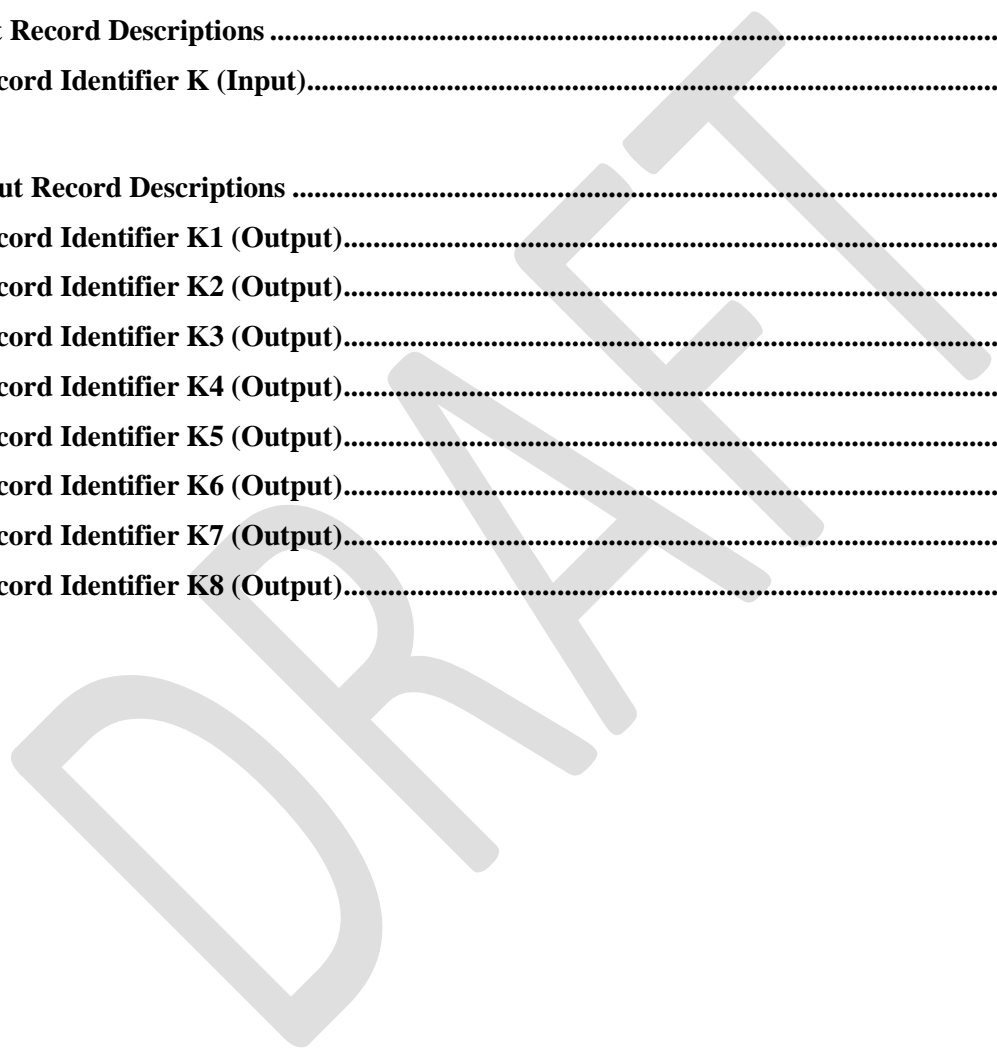 t Record Descriptions ....................................................................................................
cord Identifier K (Input)...............................................................................................
ut Record Descriptions .................................................................................................
cord Identifier K1 (Output)..........................................................................................
cord Identifier K2 (Output)..........................................................................................
cord Identifier K3 (Output)..........................................................................................
cord Identifier K4 (Output)..........................................................................................
cord Identifier K5 (Output)..........................................................................................
cord Identifier K6 (Output)..........................................................................................
cord Identifier K7 (Output)..........................................................................................
cord Identifier K8 (Output)..........................................................................................
DRAFT